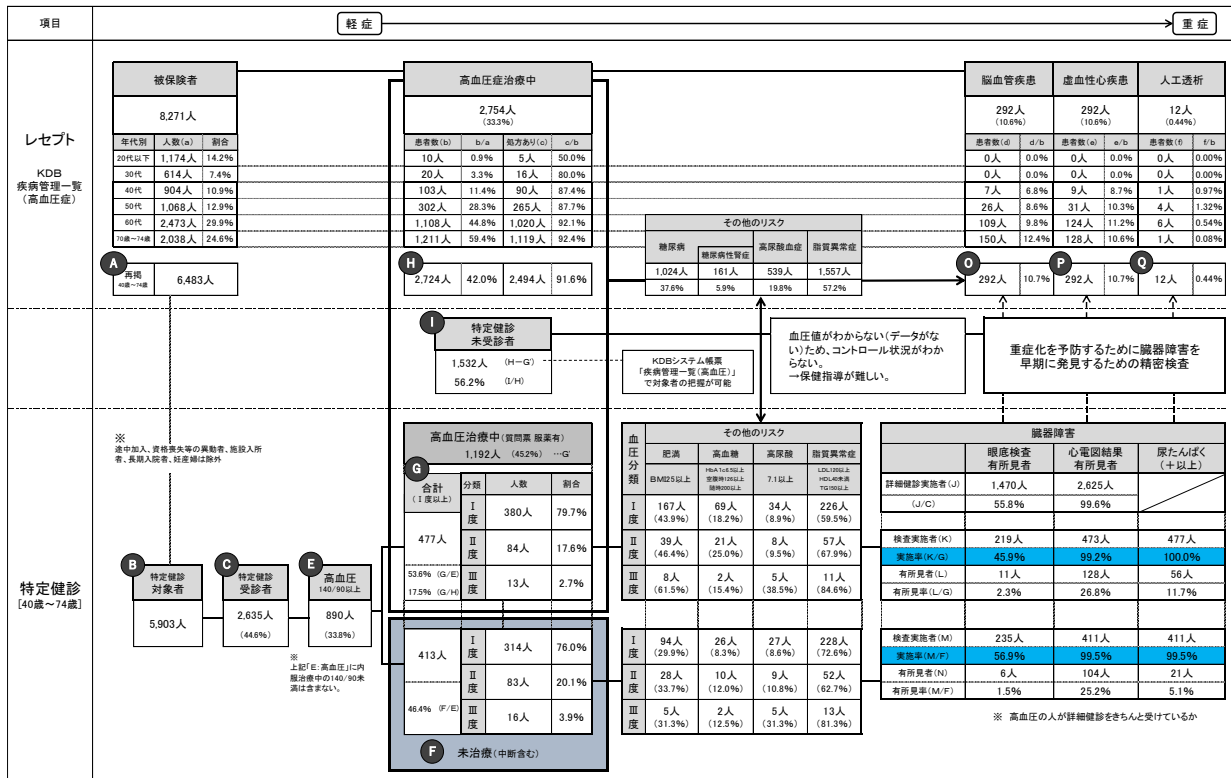 項目
軽症
重症
レセプト
KDB
疾病管理一覧
(高血圧症)
被保険者
8,271人
年代別 人数(a) 割合
20代以下 1,174人 14.2%
30代 614人 7.4%
40代 904人 10.9%
50代 1,068人 12.9%
60代 2,473人 29.9%
70歳~74歳 2,038人 24.6%
A
再掲
40歳~74歳
6,483人
高血圧症治療中
2,754人
(33.3%)
患者数(b) b/a 処方あり(c) c/b
10人 0.9% 5人 50.0%
20人 3.3% 16人 80.0%
103人 11.4% 90人 87.4%
302人 28.3% 265人 87.7%
1,108人 44.8% 1,020人 92.1%
1,211人 59.4% 1,119人 92.4%
H
2,724人 42.0% 2,494人 91.6%
その他のリスク
糖尿病 糖尿病性腎症 高尿酸血症 脂質異常症
1,024人 161人 539人 1,557人
37.6% 5.9% 19.8% 57.2%
脳血管疾患 虚血性心疾患 人工透析
292人 292人 12人
(10.6%) (10.6%) (0.44%)
患者数(d) d/b 患者数(e) e/b 患者数(f) f/b
0人 0.0% 0人 0.0% 0人 0.00%
0人 0.0% 0人 0.0% 0人 0.00%
7人 6.8% 9人 8.7% 1人 0.97%
26人 8.6% 31人 10.3% 4人 1.32%
109人 9.8% 124人 11.2% 6人 0.54%
150人 12.4% 128人 10.6% 1人 0.08%
O P Q
292人 10.7% 292人 10.7% 12人 0.44%
I
特定健診
未受診者
1,532人 (H-G')
56.2% (I/H)
KDBシステム帳票
「疾病管理一覧(高血圧)」
で対象者の把握が可能
血圧値がわからない(データがな
い)ため、コントロール状況がわか
らない。
→保健指導が難しい。
重症化を予防するために臓器障害を
早期に発見するための精密検査
特定健診
[40歳~74歳]
※
途中加入、資格喪失等の異動者、施設入所
者、長期入院者、妊産婦は除外
B
特定健診
対象者
5,903人
C
特定健診
受診者
2,635人
(44.6%)
E
高血圧
140/90以上
890人
(33.8%)
※
上記「E:高血圧」に内
服治療中の140/90未
満は含まない。
高血圧治療中(質問票 服薬有)
1,192人 (45.2%) …G'
G
合計
(Ⅰ度以上)
分類 人数 割合
477人
53.6% (G/E)
17.5% (G/H)
Ⅰ度 380人 79.7%
Ⅱ度 84人 17.6%
Ⅲ度 13人 2.7%
413人
46.4% (F/E)
Ⅰ度 314人 76.0%
Ⅱ度 83人 20.1%
Ⅲ度 16人 3.9%
F 未治療(中断含む)
血圧分類
その他のリスク
肥満 高血糖 高尿酸 脂質異常症
BMI25以上
HbA1c6.5以上
空腹時126以上
随時200以上
7.1以上
LDL120以上
HDL40未満
TG150以上
Ⅰ度 167人 69人 34人 226人
(43.9%) (18.2%) (8.9%) (59.5%)
Ⅱ度 39人 21人 8人 57人
(46.4%) (25.0%) (9.5%) (67.9%)
Ⅲ度 8人 2人 5人 11人
(61.5%) (15.4%) (38.5%) (84.6%)
Ⅰ度 94人 26人 27人 228人
(29.9%) (8.3%) (8.6%) (72.6%)
Ⅱ度 28人 10人 9人 52人
(33.7%) (12.0%) (10.8%) (62.7%)
Ⅲ度 5人 2人 5人 13人
(31.3%) (12.5%) (31.3%) (81.3%)
臓器障害
眼底検査
有所見者
心電図結果
有所見者
尿たんぱく
(+以上)
詳細健診実施者(J) 1,470人 2,625人
(J/C) 55.8% 99.6%
検査実施者(K) 219人 473人 477人
実施率(K/G) 45.9% 99.2% 100.0%
有所見者(L) 11人 128人 56人
有所見率(L/G) 2.3% 26.8% 11.7%
検査実施者(M) 235人 411人 411人
実施率(M/F) 56.9% 99.5% 99.5%
有所見者(N) 6人 104人 21人
有所見率(M/F) 1.5% 25.2% 5.1%
※ 高血圧の人が詳細健診をきちんと受けているか